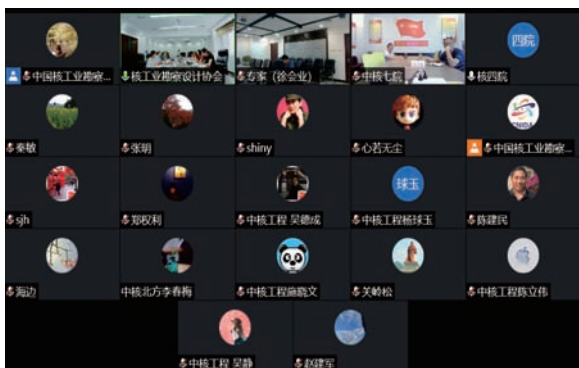 中国核工业勘察...
核工业勘察设计协会
专家（徐会业）
中核七院
四院
核四院
秦敏
张玥
shiny
心若无尘
中国核工业勘察...
sjh
郑权利
中核工程 吴德成
球玉
中核工程杨球玉
陈建民
海边
中核北方李春梅
中核工程施晓文
关岭松
中核工程陈立伟
中核工程 吴静
赵建军